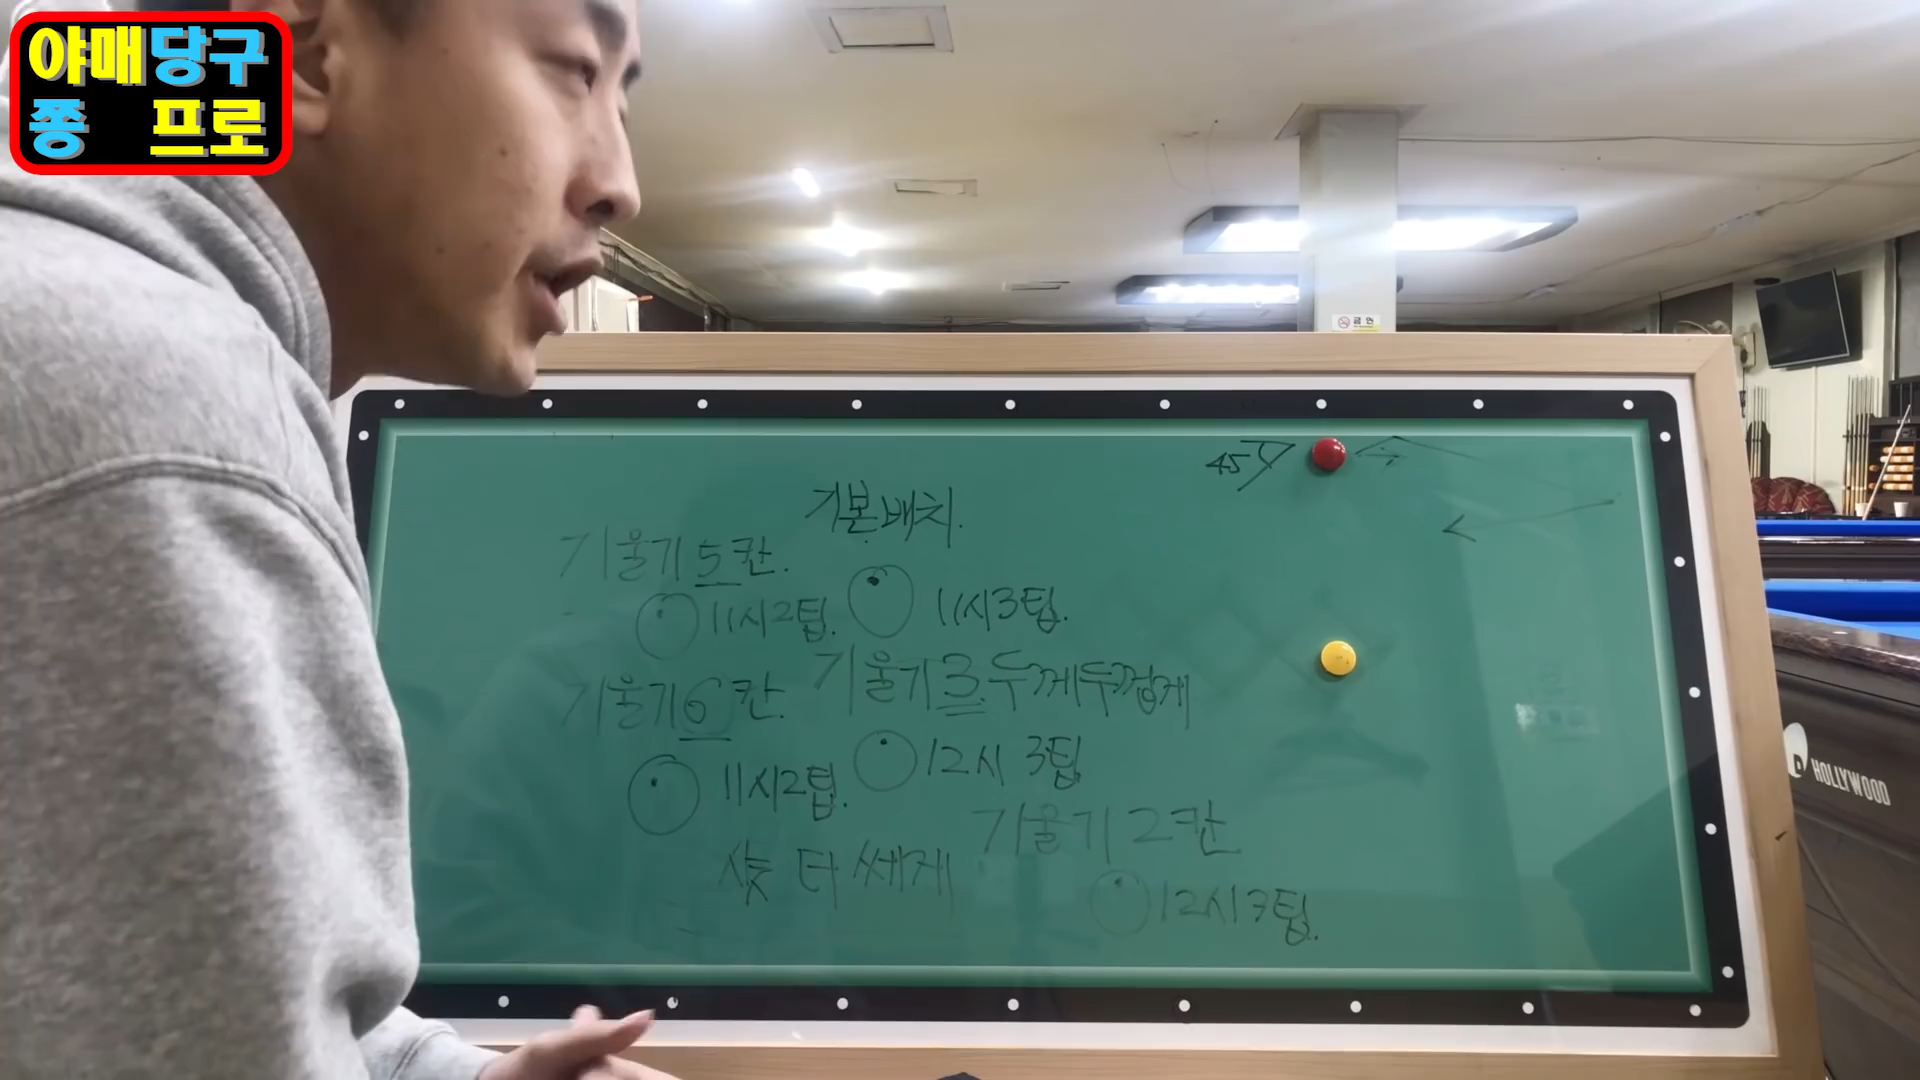 야매당구
쫑 프로
금연
45
기본배치.
기울기 5칸.
11시2팁.
11시3팁.
기울기 3 두께두껍게
기울기 6칸.
12시 3팁
11시2팁.
기울기 2칸
샷 더 쎄게
12시3팁.
HOLLYWOOD